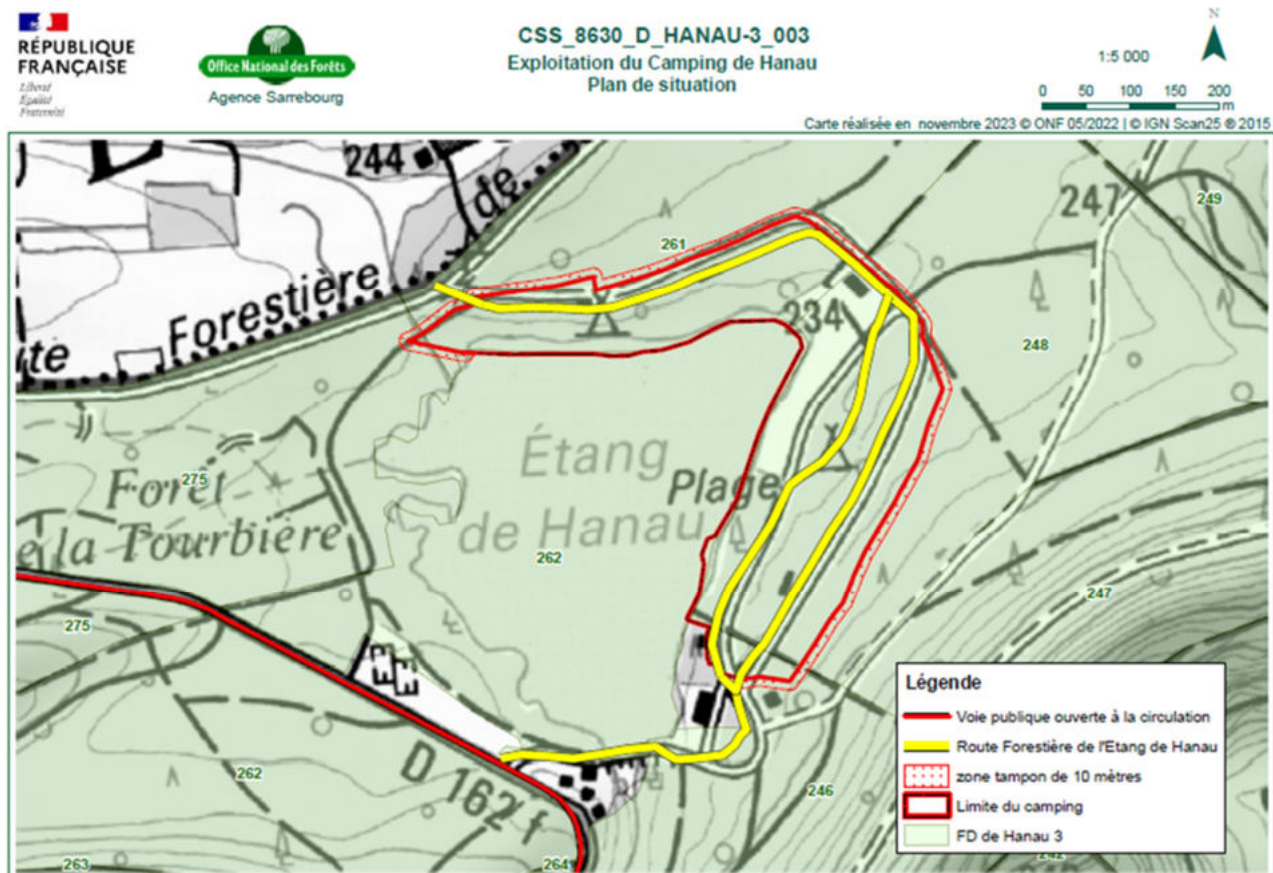 RÉPUBLIQUE
FRANÇAISE
Liberté
Égalité
Fraternité
Office National des Forêts
Agence Sarrebourg
CSS_8630_D_HANAU-3_003
Exploitation du Camping de Hanau
Plan de situation
N
1:5 000
0 50 100 150 200
m
Carte réalisée en novembre 2023 © ONF 05/2022 | © IGN Scan25 ® 2015
244
de
247
249
261
Forestière
234
248
Étang
Plage
275
Forêt
de Hanau
e la Tourbière
262
247
275
D 162 f
262
246
263
264
Légende
Voie publique ouverte à la circulation
Route Forestière de l'Etang de Hanau
zone tampon de 10 mètres
Limite du camping
FD de Hanau 3